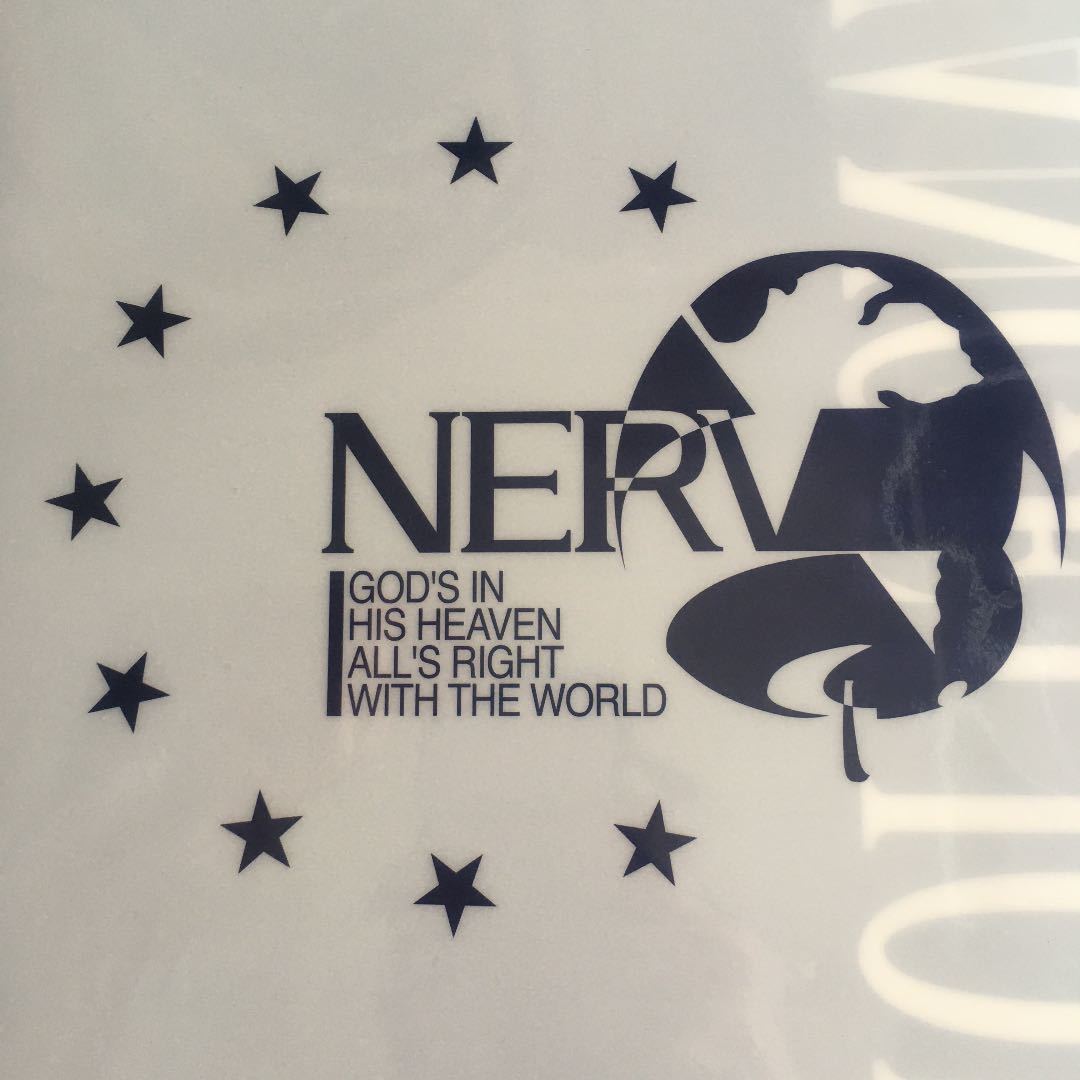 NERV
GOD'S IN
HIS HEAVEN
ALL'S RIGHT
WITH THE WORLD